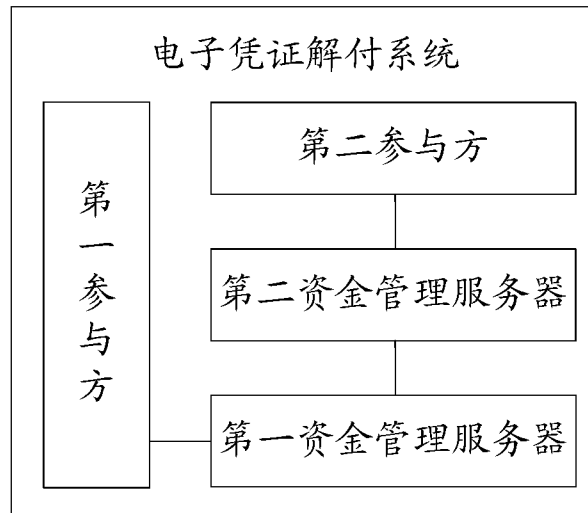 电子凭证解付系统
第一参与方
第二参与方
第二资金管理服务器
第一资金管理服务器